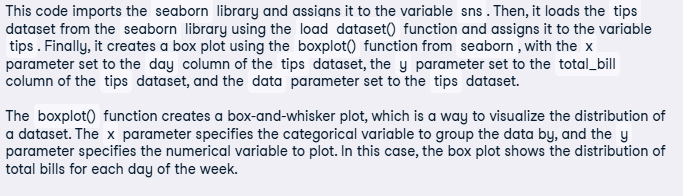 This code imports the seaborn library and assigns it to the variable sns . Then, it loads the tips
dataset from the seaborn library using the load dataset() function and assigns it to the variable
tips . Finally, it creates a box plot using the boxplot() function from seaborn , with the x
parameter set to the day column of the tips dataset, the y parameter set to the total_bill
column of the tips dataset, and the data parameter set to the tips dataset.
The boxplot() function creates a box-and-whisker plot, which is a way to visualize the distribution of
a dataset. The x parameter specifies the categorical variable to group the data by, and the y
parameter specifies the numerical variable to plot. In this case, the box plot shows the distribution of
total bills for each day of the week.